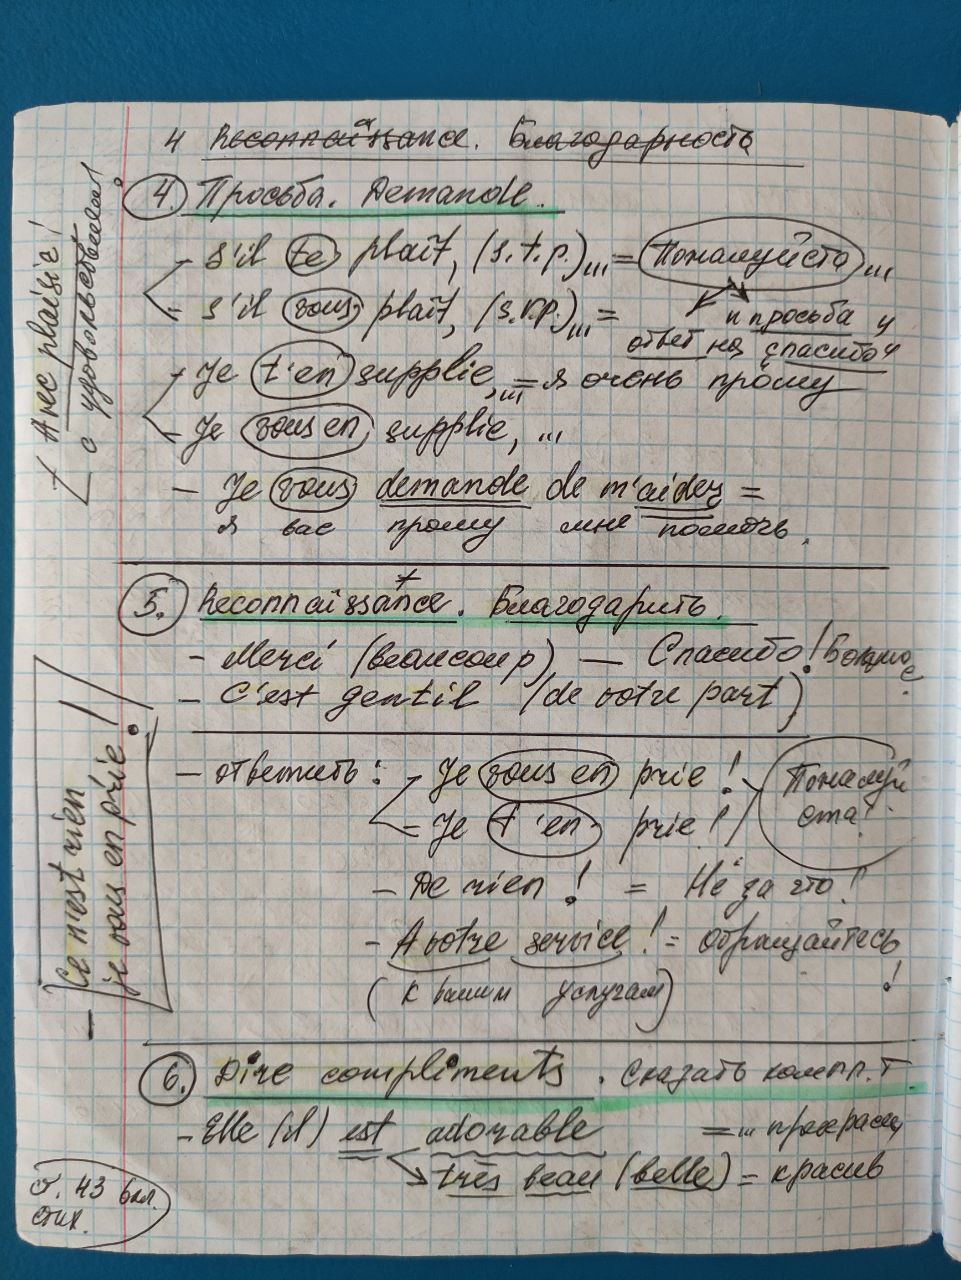 4 Reconnaissance. Благодарность
4. Просьба. Demande.
- s'il te plaît, (s.t.p.)... = Пожалуйста...
- s'il vous plaît, (s.v.p.)... =
и просьба и
ответ на спасибо
- Je t'en supplie, ... = я очень прошу
- Je vous en supplie, ...
- Je vous demande de m'aider =
я вас прошу мне помочь.
Avec plaisir!
с удовольствием!
5. Reconnaissance. Благодарить.
- Merci (beaucoup) — Спасибо! Большое
- C'est gentil (de votre part)
- ответить: - Je vous en prie!
- Je t'en prie!
Пожалуй
ста!
- De rien! = Не за что!
- A votre service! = обращайтесь!
(к вашим услугам)
- Ce n'est rien
je vous en prie!
6. Dire compliments. Сказать компл.т
- Elle (il) est adorable = ... прекрасен
très beau (belle) = красив
ст. 43